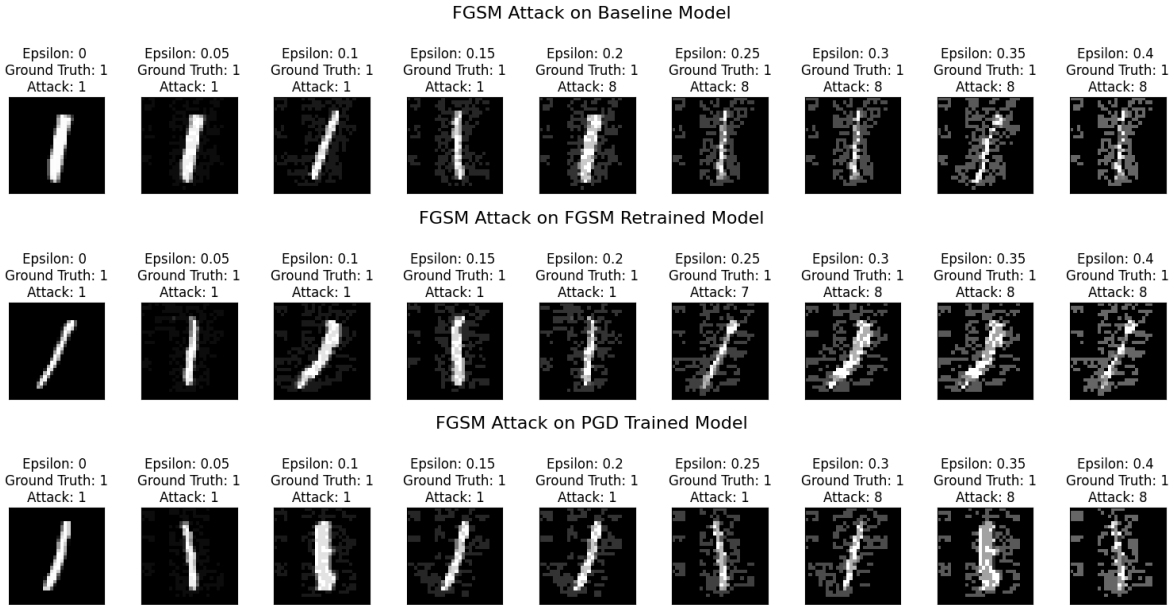 FGSM Attack on Baseline Model
Epsilon: 0 Epsilon: 0.05 Epsilon: 0.1 Epsilon: 0.15 Epsilon: 0.2 Epsilon: 0.25 Epsilon: 0.3 Epsilon: 0.35 Epsilon: 0.4
Ground Truth: 1 Ground Truth: 1 Ground Truth: 1 Ground Truth: 1 Ground Truth: 1 Ground Truth: 1 Ground Truth: 1 Ground Truth: 1 Ground Truth: 1
Attack: 1 Attack: 1 Attack: 1 Attack: 1 Attack: 8 Attack: 8 Attack: 8 Attack: 8 Attack: 8
FGSM Attack on FGSM Retrained Model
Epsilon: 0 Epsilon: 0.05 Epsilon: 0.1 Epsilon: 0.15 Epsilon: 0.2 Epsilon: 0.25 Epsilon: 0.3 Epsilon: 0.35 Epsilon: 0.4
Ground Truth: 1 Ground Truth: 1 Ground Truth: 1 Ground Truth: 1 Ground Truth: 1 Ground Truth: 1 Ground Truth: 1 Ground Truth: 1 Ground Truth: 1
Attack: 1 Attack: 1 Attack: 1 Attack: 1 Attack: 1 Attack: 7 Attack: 8 Attack: 8 Attack: 8
FGSM Attack on PGD Trained Model
Epsilon: 0 Epsilon: 0.05 Epsilon: 0.1 Epsilon: 0.15 Epsilon: 0.2 Epsilon: 0.25 Epsilon: 0.3 Epsilon: 0.35 Epsilon: 0.4
Ground Truth: 1 Ground Truth: 1 Ground Truth: 1 Ground Truth: 1 Ground Truth: 1 Ground Truth: 1 Ground Truth: 1 Ground Truth: 1 Ground Truth: 1
Attack: 1 Attack: 1 Attack: 1 Attack: 1 Attack: 1 Attack: 1 Attack: 8 Attack: 8 Attack: 8